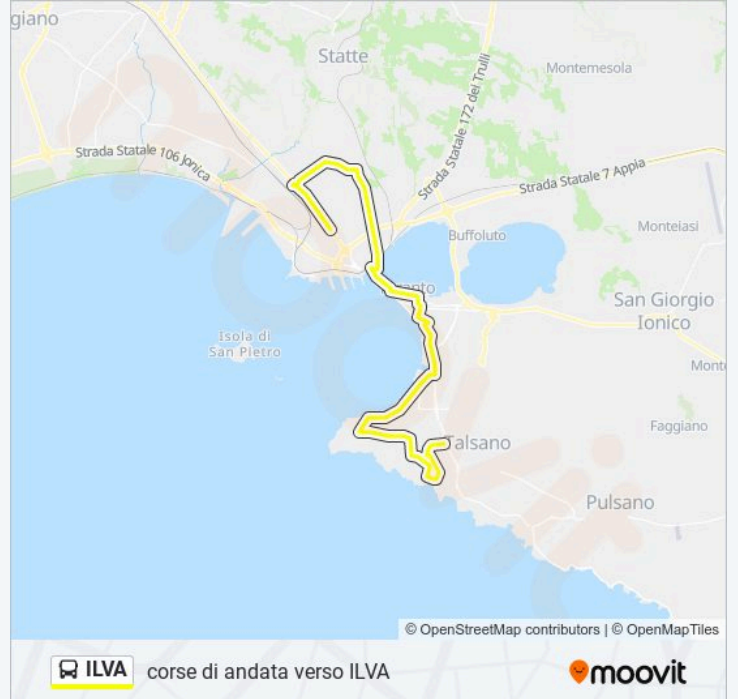 giano
Statte
Montemesola
Strada Statale 172 dei Trulli
Strada Statale 106 Jonica
Strada Statale 7 Appia
Monteiasi
Buffoluto
anto
San Giorgio
Ionico
Isola di
San Pietro
Mont
Faggiano
Talsano
Pulsano
© OpenStreetMap contributors | © OpenMapTiles
ILVA corse di andata verso ILVA
moovit